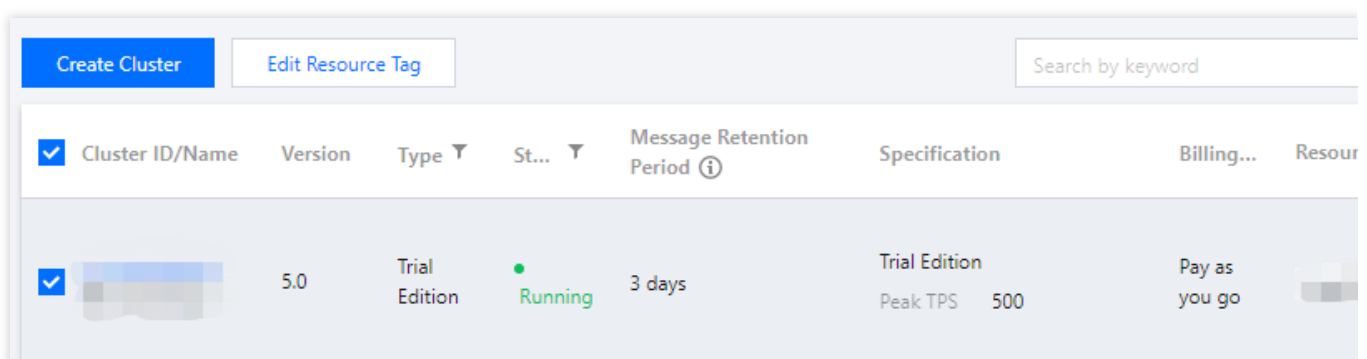 Create Cluster
Edit Resource Tag
Search by keyword
Cluster ID/Name
Version
Type
St...
Message Retention
Period
Specification
Billing...
Resour
5.0
Trial
Edition
Running
3 days
Trial Edition
Peak TPS 500
Pay as
you go